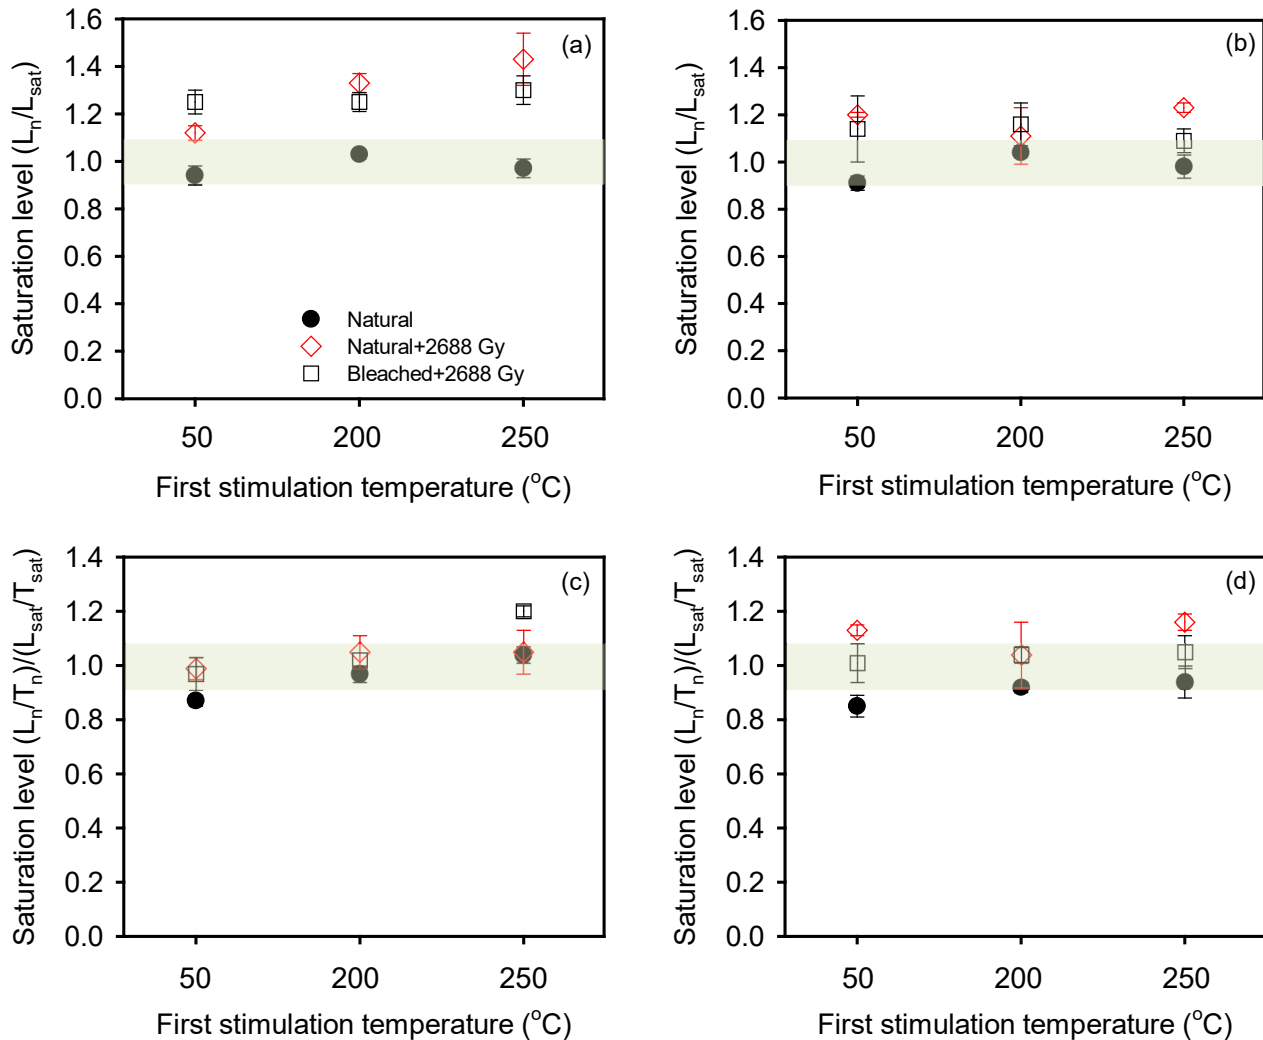 (a)
Saturation level (Ln/Lsat)
1.6
1.4
1.2
1.0
0.8
0.6
0.4
0.2
0.0
Natural
Natural+2688 Gy
Bleached+2688 Gy
50 200 250
First stimulation temperature (°C)
(b)
Saturation level (Ln/Lsat)
1.6
1.4
1.2
1.0
0.8
0.6
0.4
0.2
0.0
50 200 250
First stimulation temperature (°C)
(c)
Saturation level (Ln/Tn)/(Lsat/Tsat)
1.4
1.2
1.0
0.8
0.6
0.4
0.2
0.0
50 200 250
First stimulation temperature (°C)
(d)
Saturation level (Ln/Tn)/(Lsat/Tsat)
1.4
1.2
1.0
0.8
0.6
0.4
0.2
0.0
50 200 250
First stimulation temperature (°C)